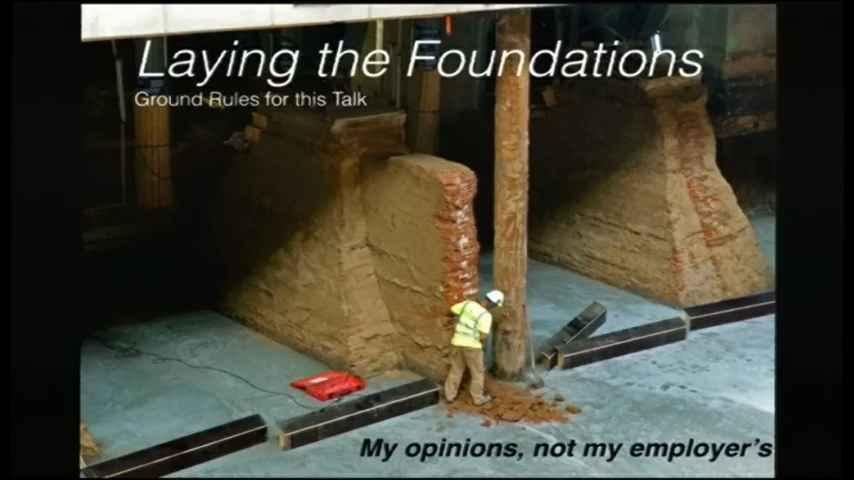 Laying the Foundations
Ground Rules for this Talk
My opinions, not my employer's